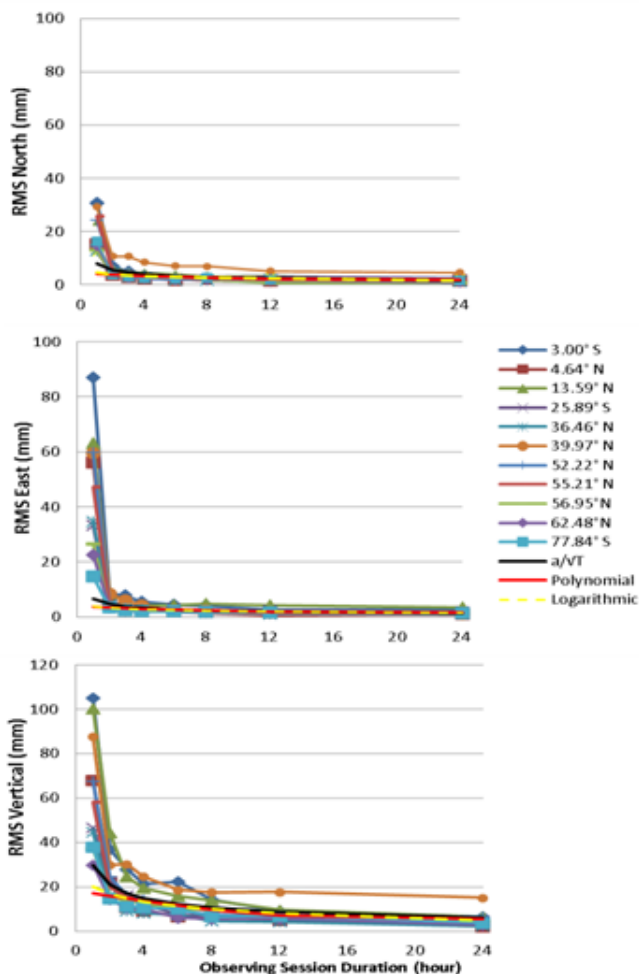 100
80
60
40
20
0
RMS North (mm)
0 4 8 12 16 20 24
100
80
60
40
20
0
RMS East (mm)
0 4 8 12 16 20 24
3.00° S
4.64° N
13.59° N
25.89° S
36.46° N
39.97° N
52.22° N
55.21° N
56.95°N
62.48°N
77.84° S
a/√T
Polynomial
Logarithmic
120
100
80
60
40
20
0
RMS Vertical (mm)
0 4 8 12 16 20 24
Observing Session Duration (hour)